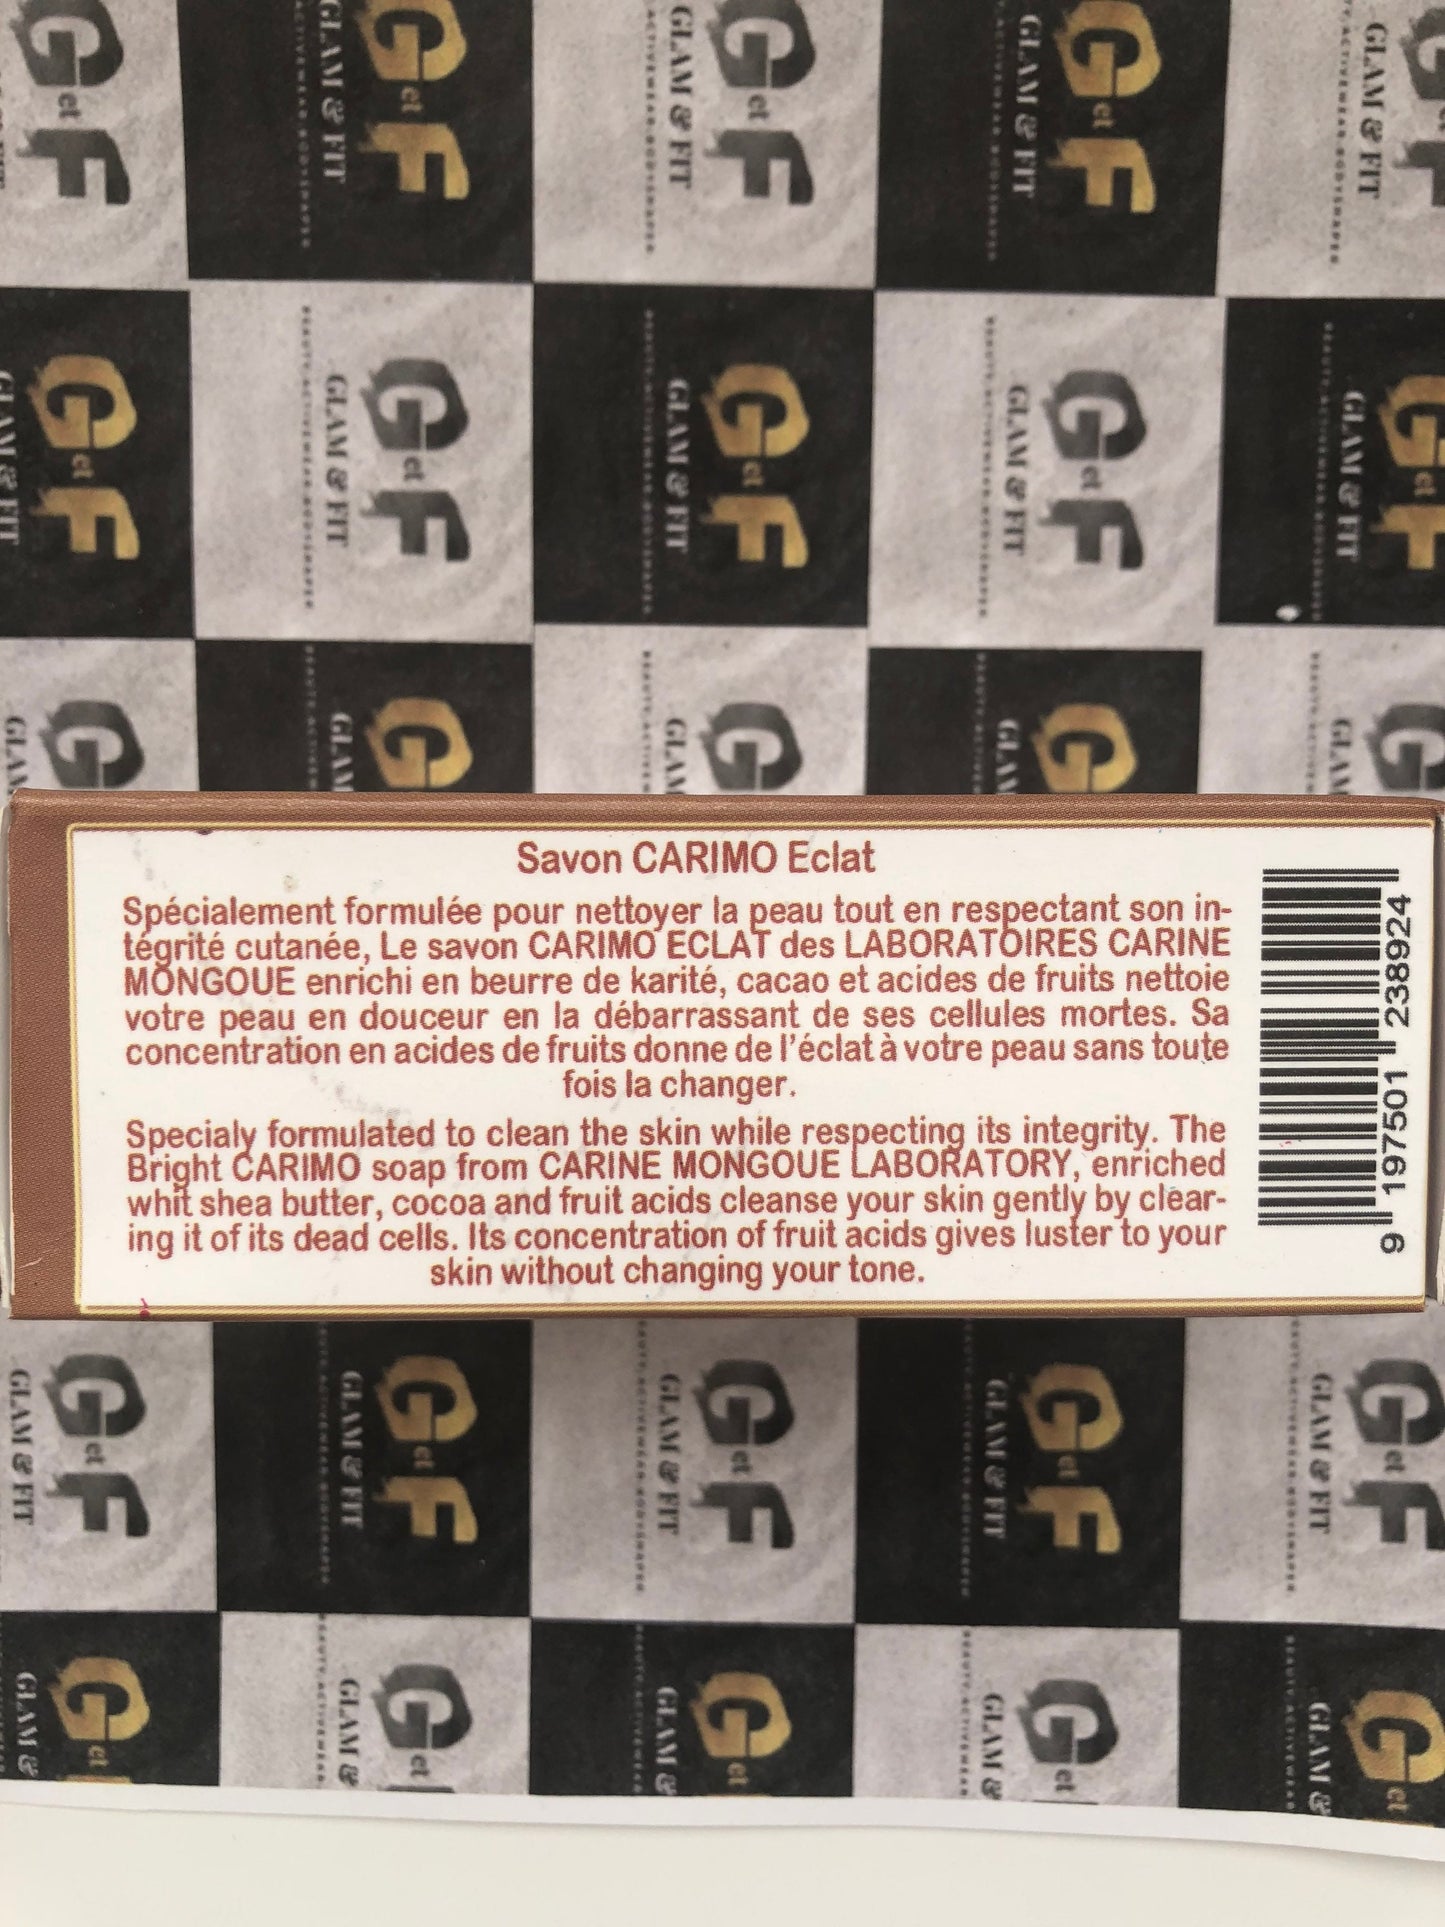 Savon CARIMO Eclat
Spécialement formulée pour nettoyer la peau tout en respectant son in-
tégrité cutanée, Le savon CARIMO ECLAT des LABORATOIRES CARINE
MONGOUE enrichi en beurre de karité, cacao et acides de fruits nettoie
votre peau en douceur en la débarrassant de ses cellules mortes. Sa
concentration en acides de fruits donne de l'éclat à votre peau sans toute
fois la changer.
Specialy formulated to clean the skin while respecting its integrity. The
Bright CARIMO soap from CARINE MONGOUE LABORATORY, enriched
whit shea butter, cocoa and fruit acids cleanse your skin gently by clear-
ing it of its dead cells. Its concentration of fruit acids gives luster to your
skin without changing your tone.
9 197501 238924
G et F
GLAM & FIT